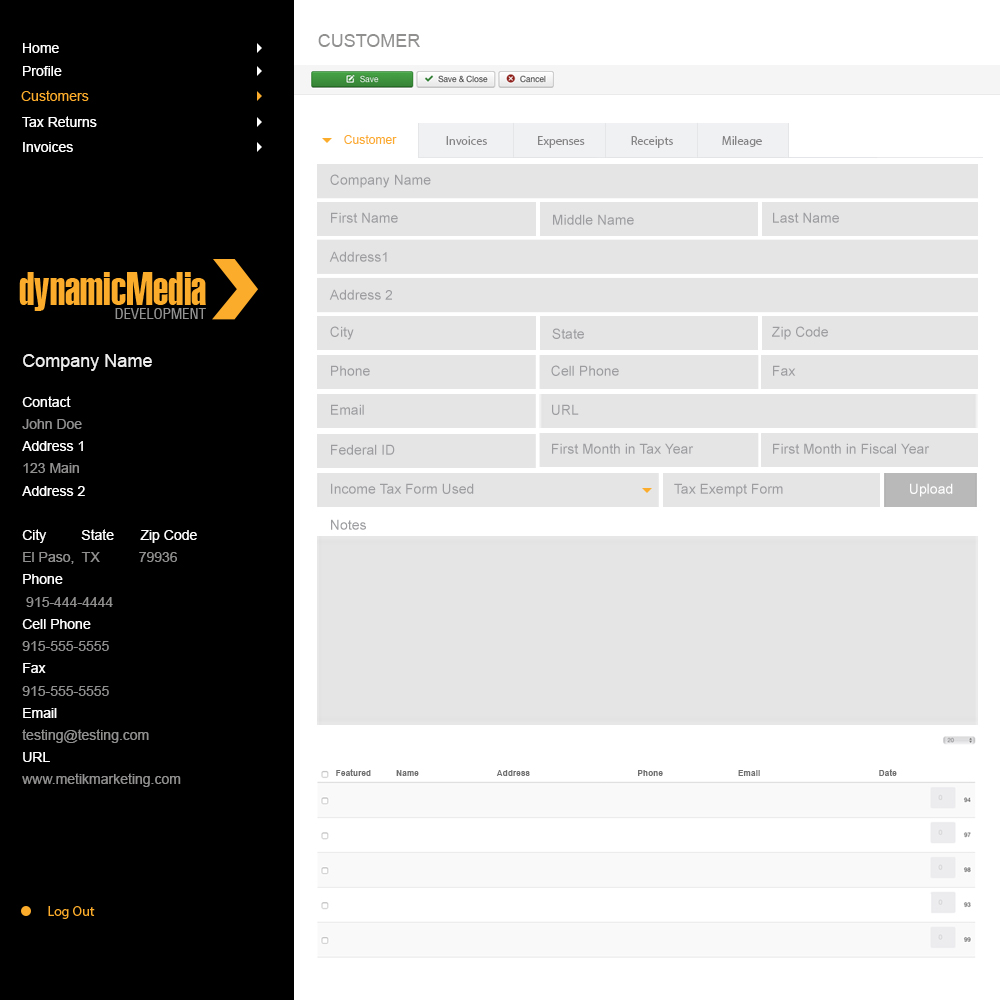 Home
Profile
Customers
Tax Returns
Invoices
dynamicMedia
DEVELOPMENT
Company Name
Contact
John Doe
Address 1
123 Main
Address 2
City State Zip Code
El Paso, TX 79936
Phone
915-444-4444
Cell Phone
915-555-5555
Fax
915-555-5555
Email
testing@testing.com
URL
www.metikmarketing.com
Log Out
CUSTOMER
Save Save & Close Cancel
Customer Invoices Expenses Receipts Mileage
Company Name
First Name Middle Name Last Name
Address1
Address 2
City State Zip Code
Phone Cell Phone Fax
Email URL
Federal ID First Month in Tax Year First Month in Fiscal Year
Income Tax Form Used Tax Exempt Form Upload
Notes
20
Featured Name Address Phone Email Date
0 94
0 97
0 98
0 93
0 99